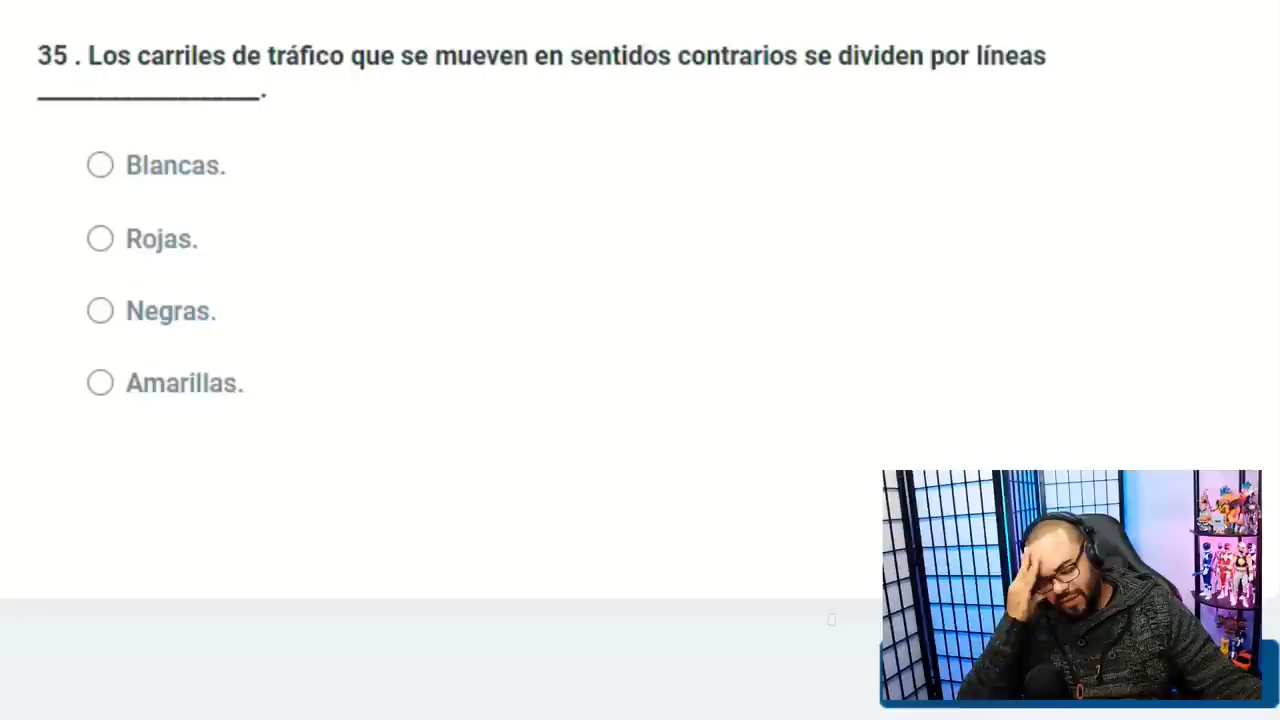 35 . Los carriles de tráfico que se mueven en sentidos contrarios se dividen por líneas
__________________.
Blancas.
Rojas.
Negras.
Amarillas.